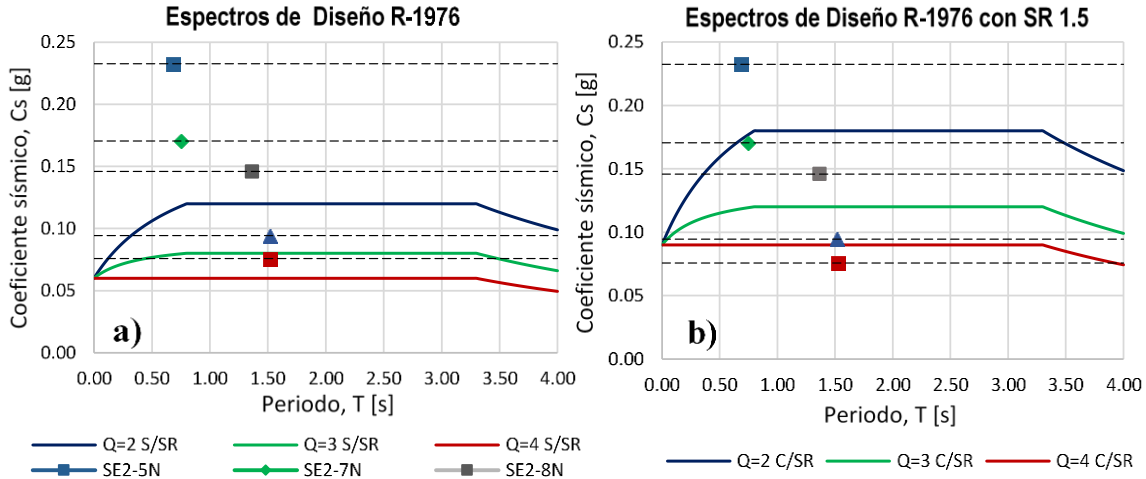 Espectros de Diseño R-1976
Coeficiente sísmico, Cs [g]
0.25
0.20
0.15
0.10
0.05
0.00
a)
0.00 0.50 1.00 1.50 2.00 2.50 3.00 3.50 4.00
Periodo, T [s]
Q=2 S/SR Q=3 S/SR Q=4 S/SR
SE2-5N SE2-7N SE2-8N
Espectros de Diseño R-1976 con SR 1.5
Coeficiente sísmico, Cs [g]
0.25
0.20
0.15
0.10
0.05
0.00
b)
0.00 0.50 1.00 1.50 2.00 2.50 3.00 3.50 4.00
Periodo, T [s]
Q=2 C/SR Q=3 C/SR Q=4 C/SR